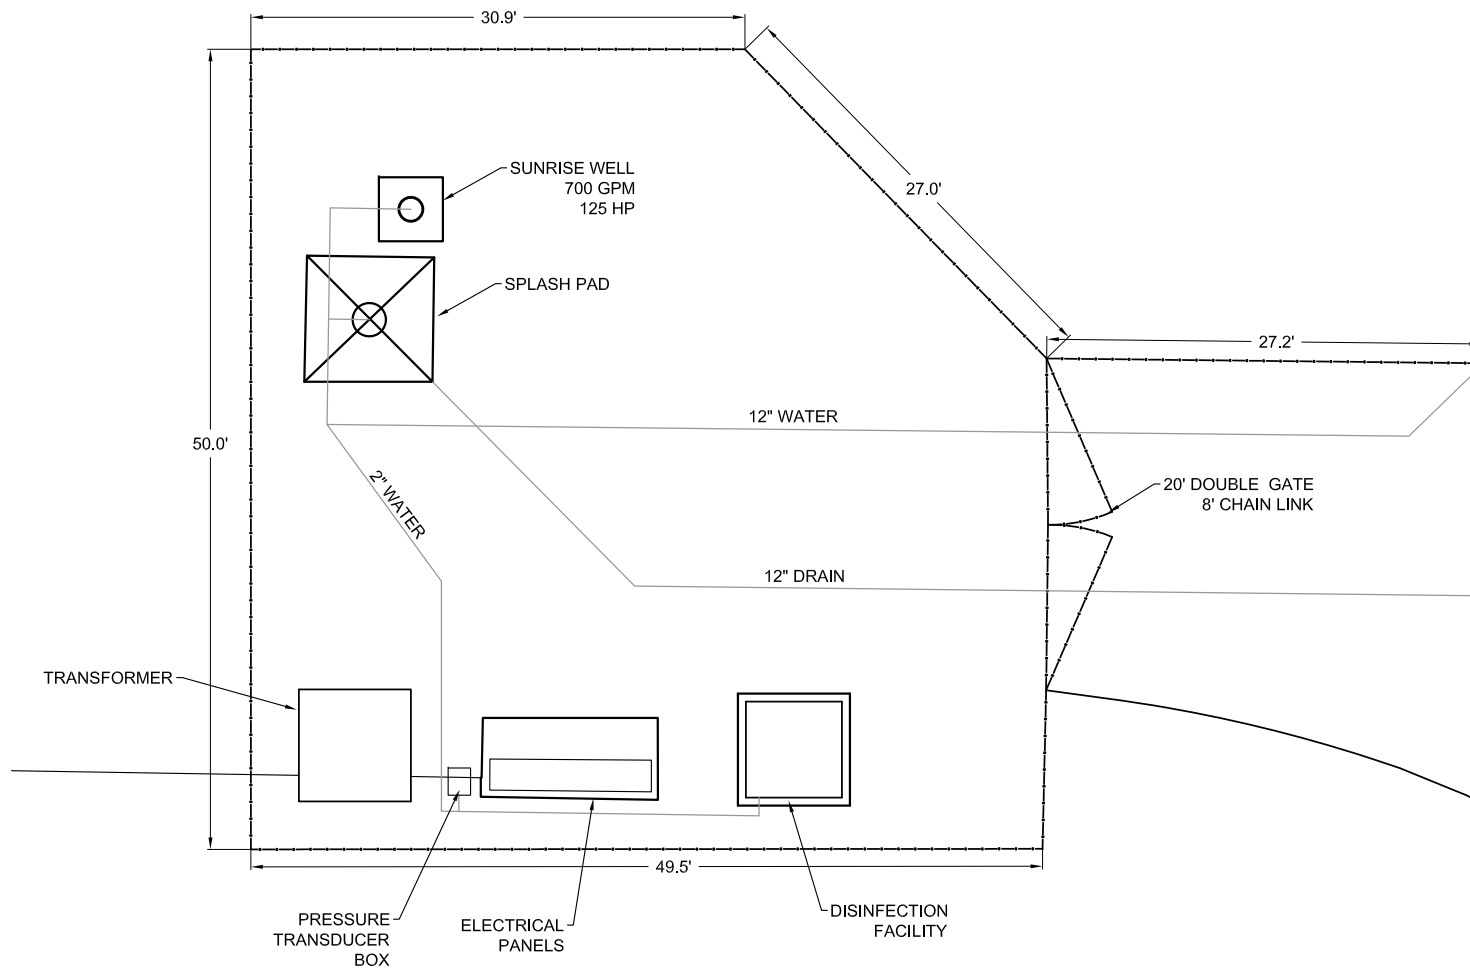 30.9'
SUNRISE WELL
700 GPM
125 HP
27.0'
SPLASH PAD
27.2'
12" WATER
50.0'
2" WATER
20' DOUBLE GATE
8' CHAIN LINK
12" DRAIN
TRANSFORMER
49.5'
PRESSURE
TRANSDUCER
BOX
ELECTRICAL
PANELS
DISINFECTION
FACILITY